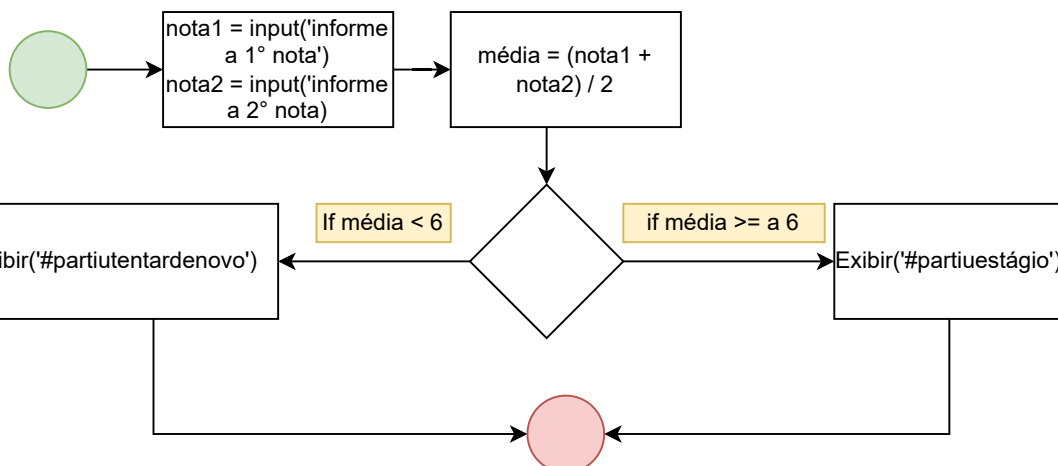 nota1 = input('informe
a 1° nota')
nota2 = input('informe
a 2° nota)
média = (nota1 +
nota2) / 2
If média < 6
if média >= a 6
ibir('#partiutentardenovo')
Exibir('#partiuestágio')